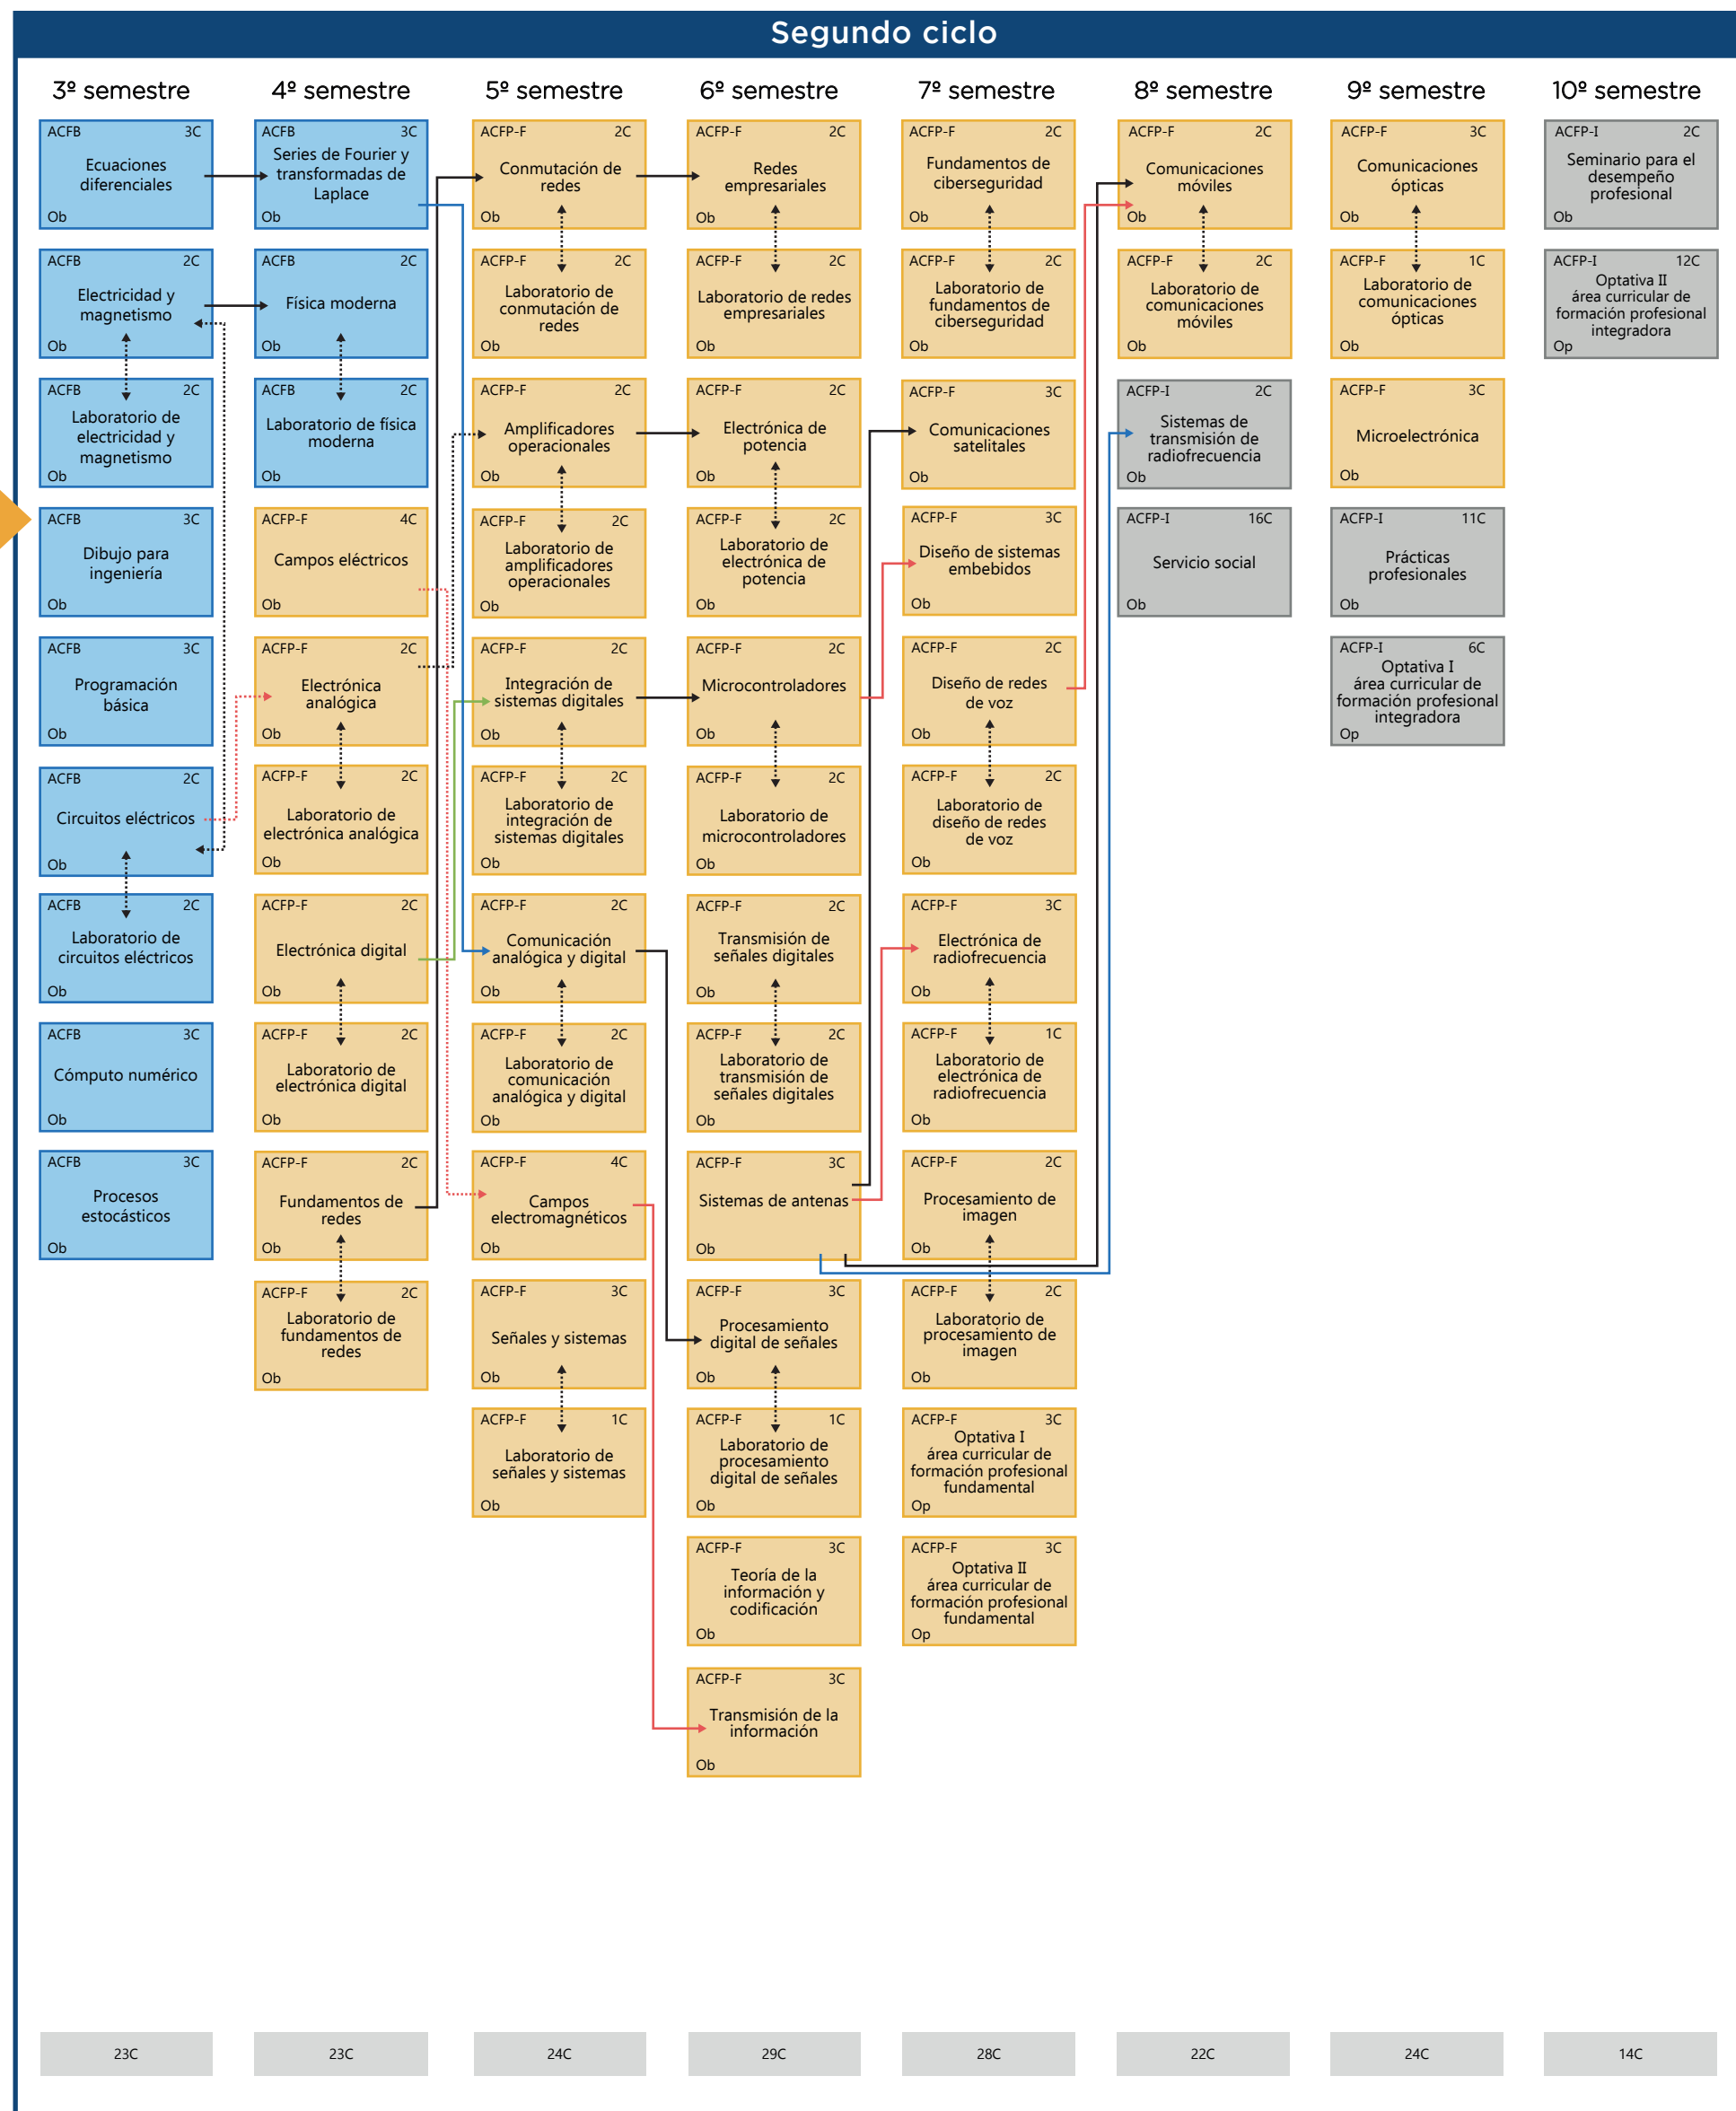 Segundo ciclo
3º semestre
ACFB 3C
Ecuaciones
diferenciales
Ob
ACFB 2C
Electricidad y
magnetismo
Ob
ACFB 2C
Laboratorio de
electricidad y
magnetismo
Ob
ACFB 3C
Dibujo para
ingeniería
Ob
ACFB 3C
Programación
básica
Ob
ACFB 2C
Circuitos eléctricos
Ob
ACFB 2C
Laboratorio de
circuitos eléctricos
Ob
ACFB 3C
Cómputo numérico
Ob
ACFB 3C
Procesos
estocásticos
Ob
23C
4º semestre
ACFB 3C
Series de Fourier y
transformadas de
Laplace
Ob
ACFB 2C
Física moderna
Ob
ACFB 2C
Laboratorio de física
moderna
Ob
ACFP-F 4C
Campos eléctricos
Ob
ACFP-F 2C
Electrónica
analógica
Ob
ACFP-F 2C
Laboratorio de
electrónica analógica
Ob
ACFP-F 2C
Electrónica digital
Ob
ACFP-F 2C
Laboratorio de
electrónica digital
Ob
ACFP-F 2C
Fundamentos de
redes
Ob
ACFP-F 2C
Laboratorio de
fundamentos de
redes
Ob
23C
5º semestre
ACFP-F 2C
Conmutación de
redes
Ob
ACFP-F 2C
Laboratorio de
conmutación de
redes
Ob
ACFP-F 2C
Amplificadores
operacionales
Ob
ACFP-F 2C
Laboratorio de
amplificadores
operacionales
Ob
ACFP-F 2C
Integración de
sistemas digitales
Ob
ACFP-F 2C
Laboratorio de
integración de
sistemas digitales
Ob
ACFP-F 2C
Comunicación
analógica y digital
Ob
ACFP-F 2C
Laboratorio de
comunicación
analógica y digital
Ob
ACFP-F 4C
Campos
electromagnéticos
Ob
ACFP-F 3C
Señales y sistemas
Ob
ACFP-F 1C
Laboratorio de
señales y sistemas
Ob
24C
6º semestre
ACFP-F 2C
Redes
empresariales
Ob
ACFP-F 2C
Laboratorio de redes
empresariales
Ob
ACFP-F 2C
Electrónica de
potencia
Ob
ACFP-F 2C
Laboratorio de
electrónica de
potencia
Ob
ACFP-F 2C
Microcontroladores
Ob
ACFP-F 2C
Laboratorio de
microcontroladores
Ob
ACFP-F 2C
Transmisión de
señales digitales
Ob
ACFP-F 2C
Laboratorio de
transmisión de
señales digitales
Ob
ACFP-F 3C
Sistemas de antenas
Ob
ACFP-F 3C
Procesamiento
digital de señales
Ob
ACFP-F 1C
Laboratorio de
procesamiento
digital de señales
Ob
ACFP-F 3C
Teoría de la
información y
codificación
Ob
ACFP-F 3C
Transmisión de la
información
Ob
29C
7º semestre
ACFP-F 2C
Fundamentos de
ciberseguridad
Ob
ACFP-F 2C
Laboratorio de
fundamentos de
ciberseguridad
Ob
ACFP-F 3C
Comunicaciones
satelitales
Ob
ACFP-F 3C
Diseño de sistemas
embebidos
Ob
ACFP-F 2C
Diseño de redes
de voz
Ob
ACFP-F 2C
Laboratorio de
diseño de redes
de voz
Ob
ACFP-F 3C
Electrónica de
radiofrecuencia
Ob
ACFP-F 1C
Laboratorio de
electrónica de
radiofrecuencia
Ob
ACFP-F 2C
Procesamiento de
imagen
Ob
ACFP-F 2C
Laboratorio de
procesamiento de
imagen
Ob
ACFP-F 3C
Optativa I
área curricular de
formación profesional
fundamental
Op
ACFP-F 3C
Optativa II
área curricular de
formación profesional
fundamental
Op
28C
8º semestre
ACFP-F 2C
Comunicaciones
móviles
Ob
ACFP-F 2C
Laboratorio de
comunicaciones
móviles
Ob
ACFP-I 2C
Sistemas de
transmisión de
radiofrecuencia
Ob
ACFP-I 16C
Servicio social
Ob
22C
9º semestre
ACFP-F 3C
Comunicaciones
ópticas
Ob
ACFP-F 1C
Laboratorio de
comunicaciones
ópticas
Ob
ACFP-F 3C
Microelectrónica
Ob
ACFP-I 11C
Prácticas
profesionales
Ob
ACFP-I 6C
Optativa I
área curricular de
formación profesional
integradora
Op
24C
10º semestre
ACFP-I 2C
Seminario para el
desempeño
profesional
Ob
ACFP-I 12C
Optativa II
área curricular de
formación profesional
integradora
Op
14C